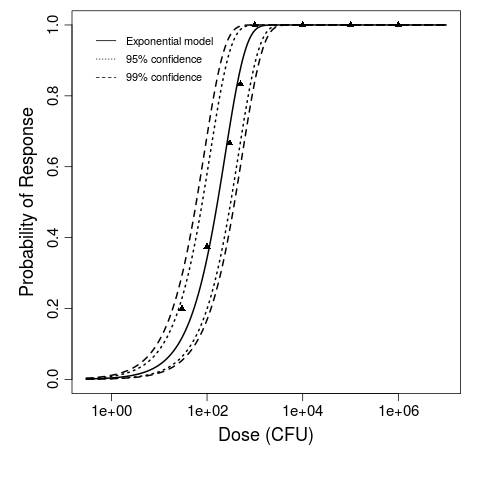 Exponential model
95% confidence
99% confidence
Probability of Response
1.0
0.8
0.6
0.4
0.2
0.0
1e+00 1e+02 1e+04 1e+06
Dose (CFU)